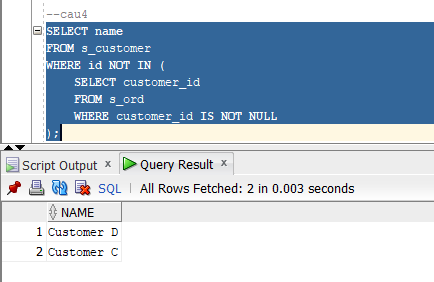 --cau4
SELECT name
FROM s_customer
WHERE id NOT IN (
SELECT customer_id
FROM s_ord
WHERE customer_id IS NOT NULL
);
Script Output x Query Result x
SQL | All Rows Fetched: 2 in 0.003 seconds
NAME
1 Customer D
2 Customer C